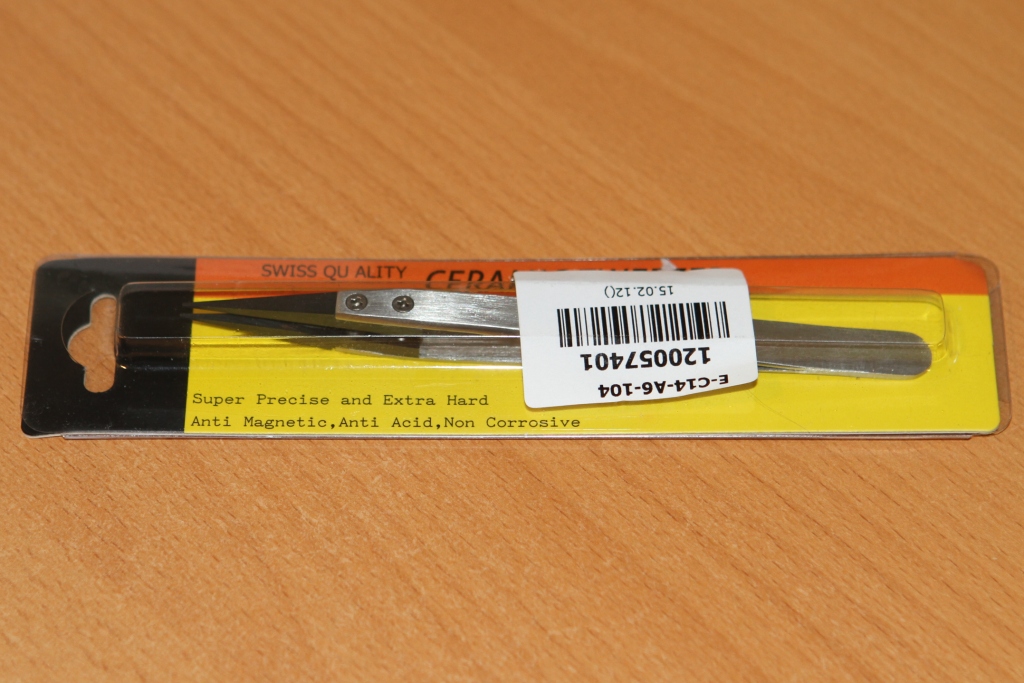 SWISS QU ALITY
Super Precise and Extra Hard
Anti Magnetic,Anti Acid,Non Corrosive
E-C14-A6-104
120057401
15.02.12()